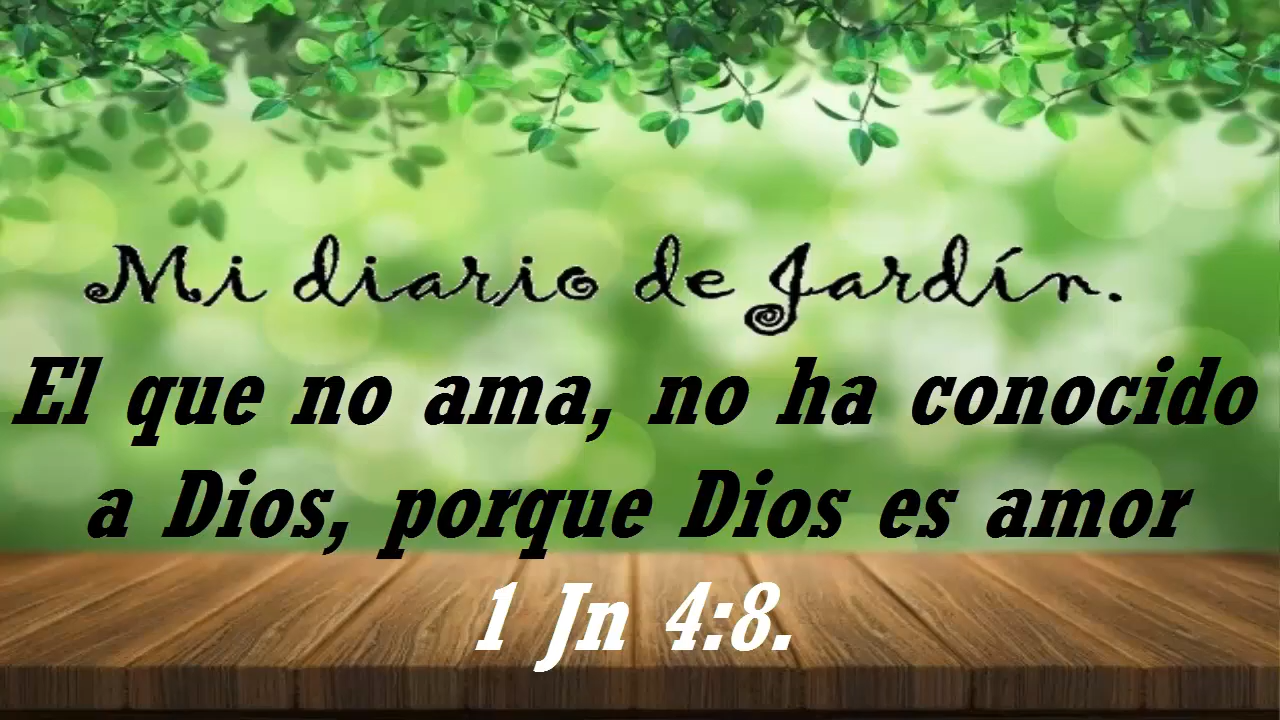 Mi diario de Jardín.
El que no ama, no ha conocido
a Dios, porque Dios es amor
1 Jn 4:8.